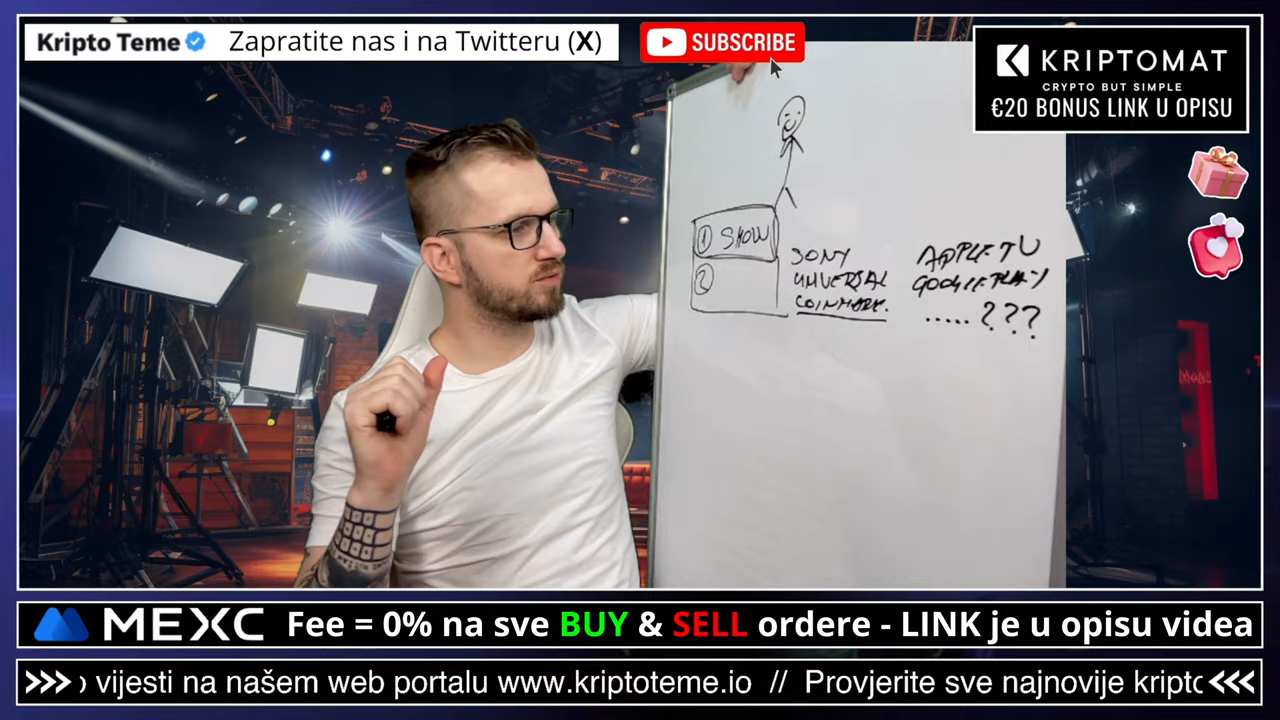 Kripto Teme
Zapratite nas i na Twitteru (X)
SUBSCRIBE
KRIPTOMAT
CRYPTO BUT SIMPLE
€20 BONUS LINK U OPISU
1 SHOW
2
SONY
UNIVERSAL
COINMARK.
APPLE TV
GOOGLE PLAY
..... ???
MEXC Fee = 0% na sve BUY & SELL ordere - LINK je u opisu videa
>>> vijesti na našem web portalu www.kriptoteme.io // Provjerite sve najnovije kripto <<<